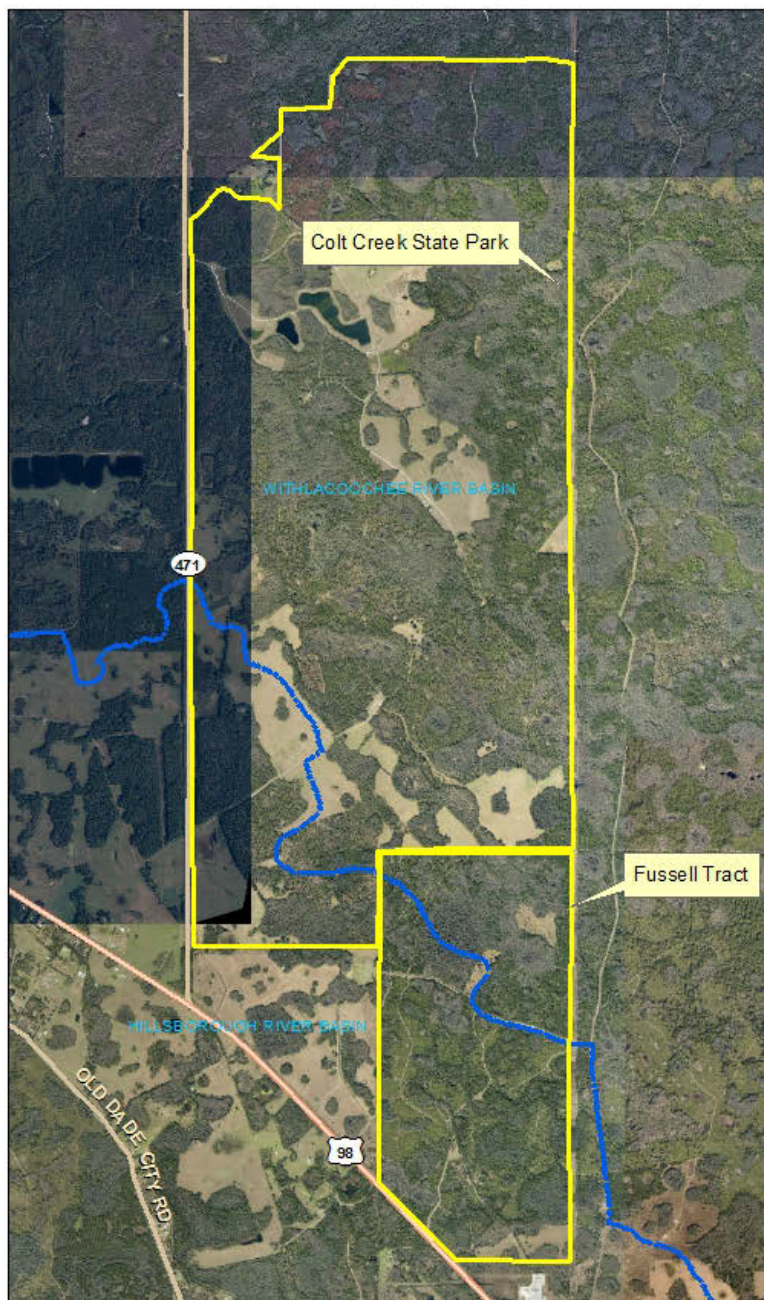 Colt Creek State Park
WITHLACOOCHEE RIVER BASIN
471
Fussell Tract
HILLSBOROUGH RIVER BASIN
OLD DADE CITY RD
98